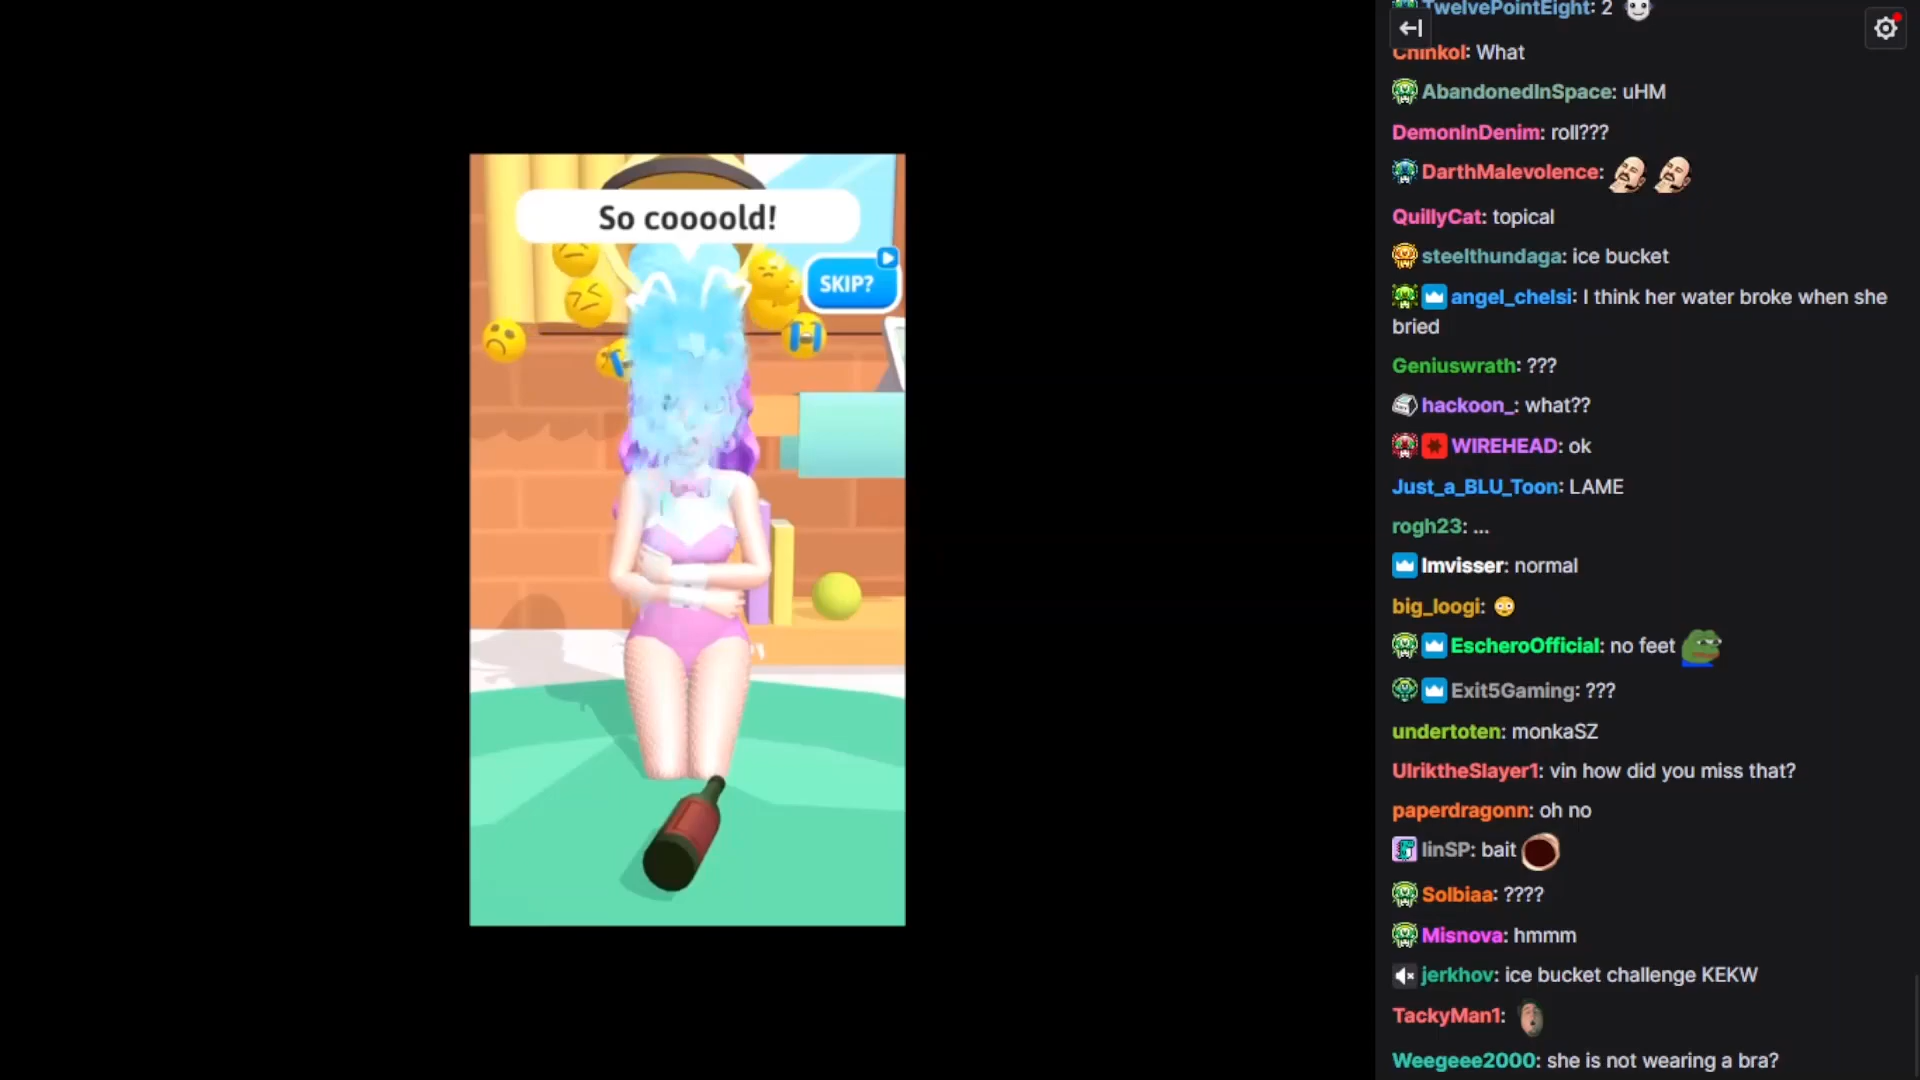 So coooold!
SKIP?
TwelvePointEight: 2
Chinkol: What
AbandonedInSpace: uHM
DemonInDenim: roll???
DarthMalevolence:
QuillyCat: topical
steelthundaga: ice bucket
angel_chelsi: I think her water broke when she
bried
Geniuswrath: ???
hackoon_: what??
WIREHEAD: ok
Just_a_BLU_Toon: LAME
rogh23: ...
lmvisser: normal
big_loogi:
EscheroOfficial: no feet
Exit5Gaming: ???
undertoten: monkaSZ
UlriktheSlayer1: vin how did you miss that?
paperdragonn: oh no
linSP: bait
Solbiaa: ????
Misnova: hmmm
jerkhov: ice bucket challenge KEKW
TackyMan1:
Weegeee2000: she is not wearing a bra?